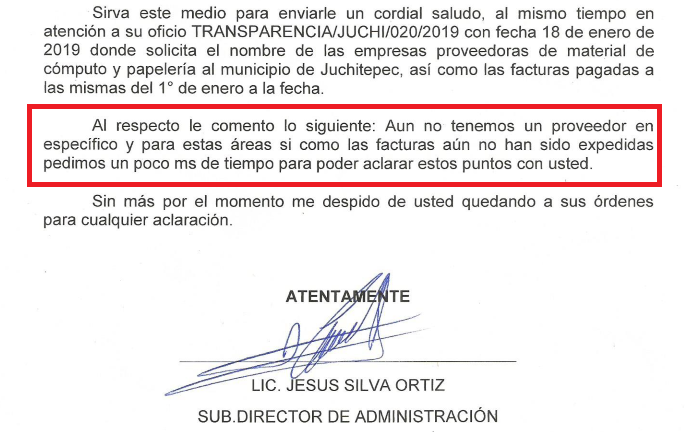 Sirva este medio para enviarle un cordial saludo, al mismo tiempo en
atención a su oficio TRANSPARENCIA/JUCHI/020/2019 con fecha 18 de enero de
2019 donde solicita el nombre de las empresas proveedoras de material de
cómputo y papelería al municipio de Juchitepec, así como las facturas pagadas a
las mismas del 1° de enero a la fecha.
Al respecto le comento lo siguiente: Aun no tenemos un proveedor en
específico y para estas áreas si como las facturas aún no han sido expedidas
pedimos un poco ms de tiempo para poder aclarar estos puntos con usted.
Sin más por el momento me despido de usted quedando a sus órdenes
para cualquier aclaración.
ATENTAMENTE
LIC. JESUS SILVA ORTIZ
SUB.DIRECTOR DE ADMINISTRACIÓN